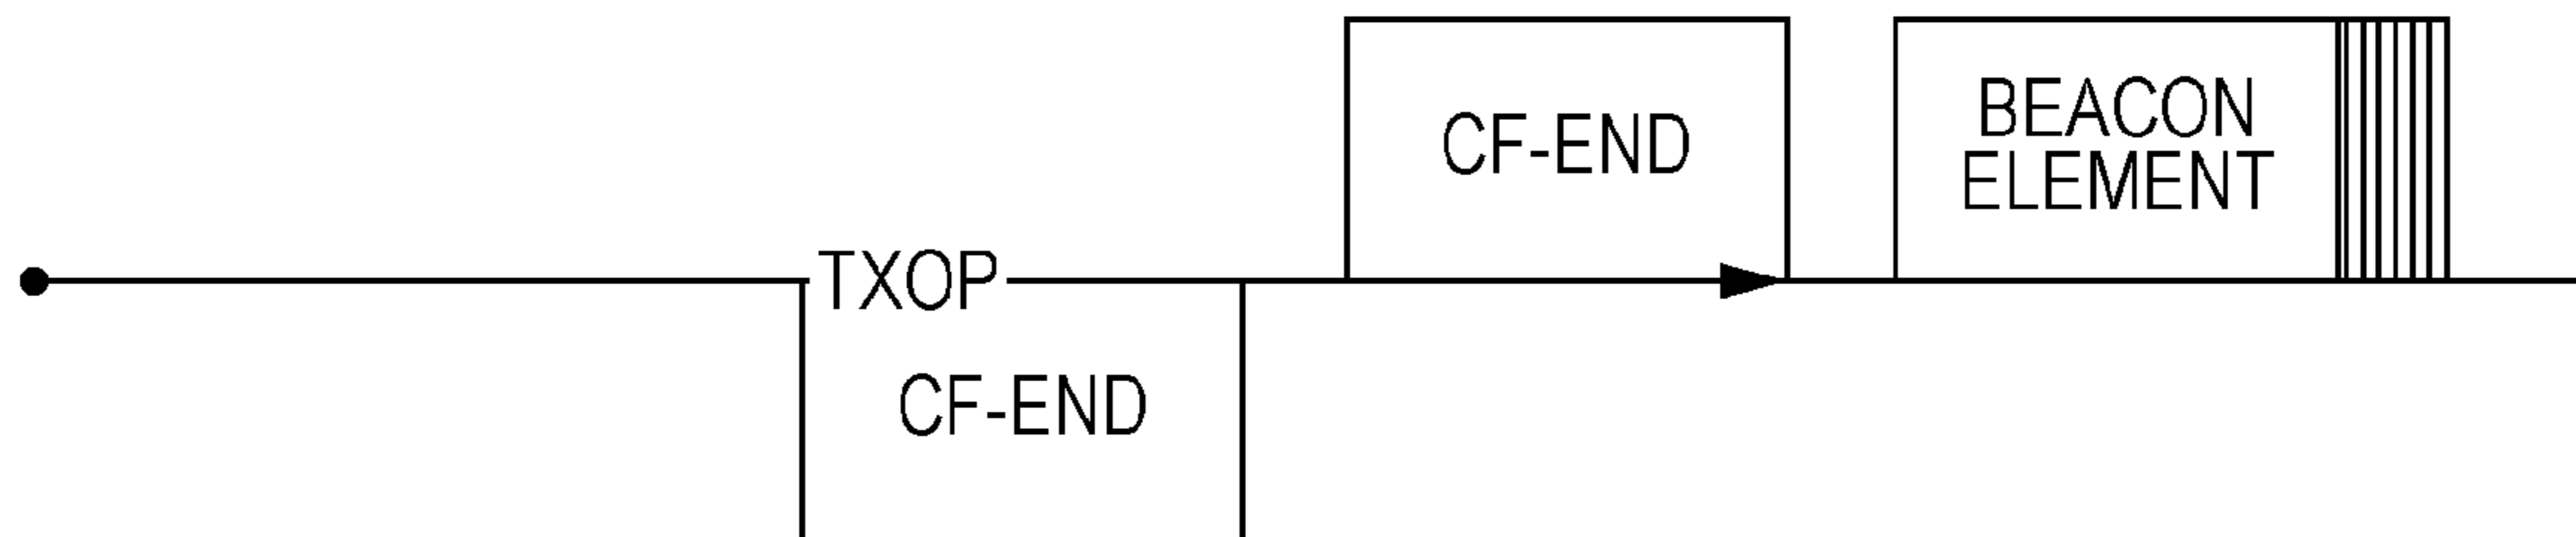 CF-END
BEACON
ELEMENT
TXOP
CF-END